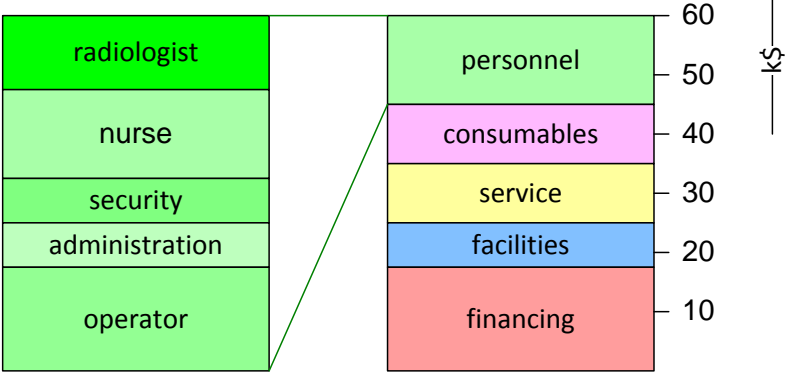 radiologist
nurse
security
administration
operator
personnel
consumables
service
facilities
financing
60
50
40
30
20
10
k$